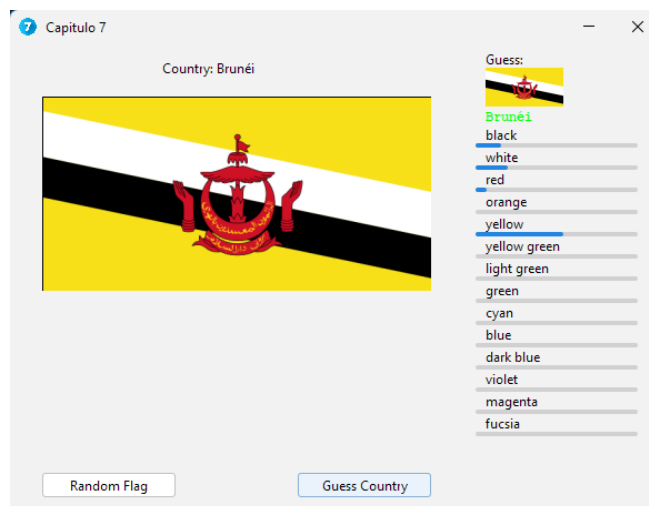 7 Capitulo 7
Country: Brunéi
Guess:
Brunéi
black
white
red
orange
yellow
yellow green
light green
green
cyan
blue
dark blue
violet
magenta
fucsia
Random Flag
Guess Country